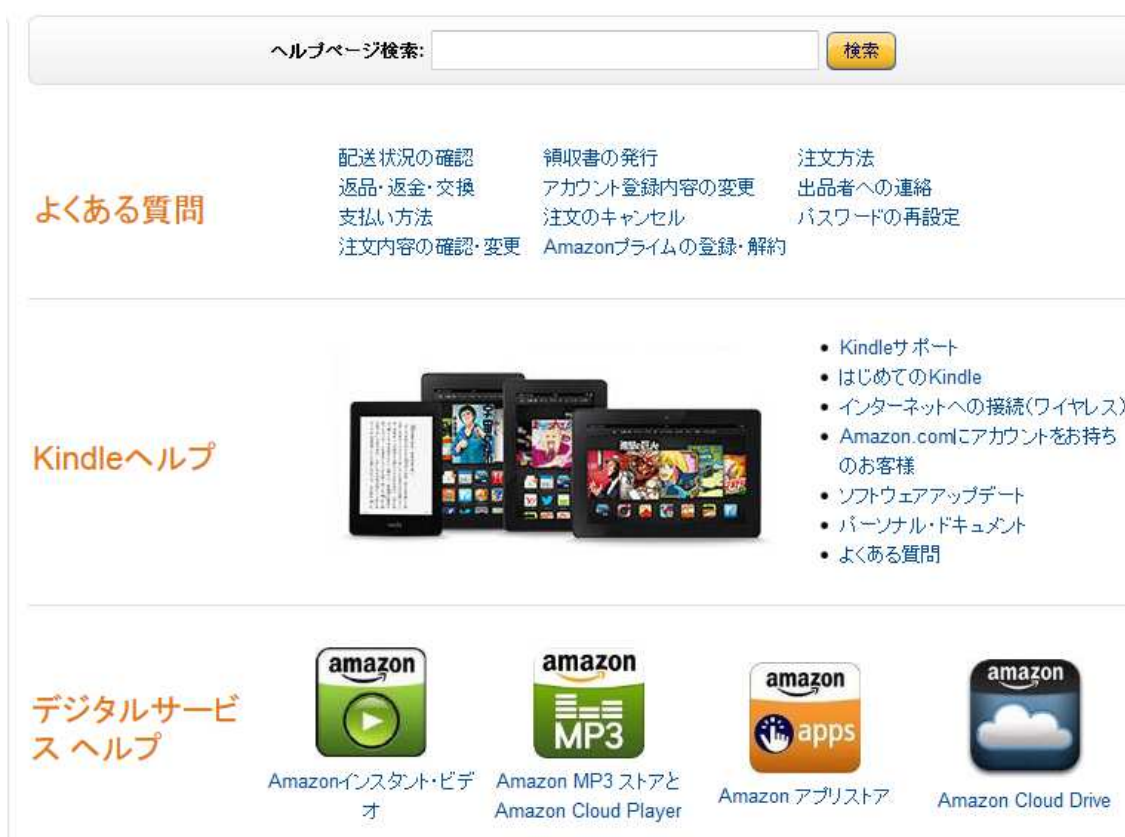 ヘルプページ検索:
検索
よくある質問
配送状況の確認
返品・返金・交換
支払い方法
注文内容の確認・変更
領収書の発行
アカウント登録内容の変更
注文のキャンセル
Amazonプライムの登録・解約
注文方法
出品者への連絡
パスワードの再設定
Kindleヘルプ
Kindleサポート
はじめてのKindle
インターネットへの接続(ワイヤレス)
Amazon.comにアカウントをお持ち
のお客様
ソフトウェアアップデート
パーソナル・ドキュメント
よくある質問
デジタルサービ
ス ヘルプ
amazon
Amazonインスタント・ビデ
オ
amazon
MP3
Amazon MP3 ストアと
Amazon Cloud Player
amazon
apps
Amazon アプリストア
amazon
Amazon Cloud Drive